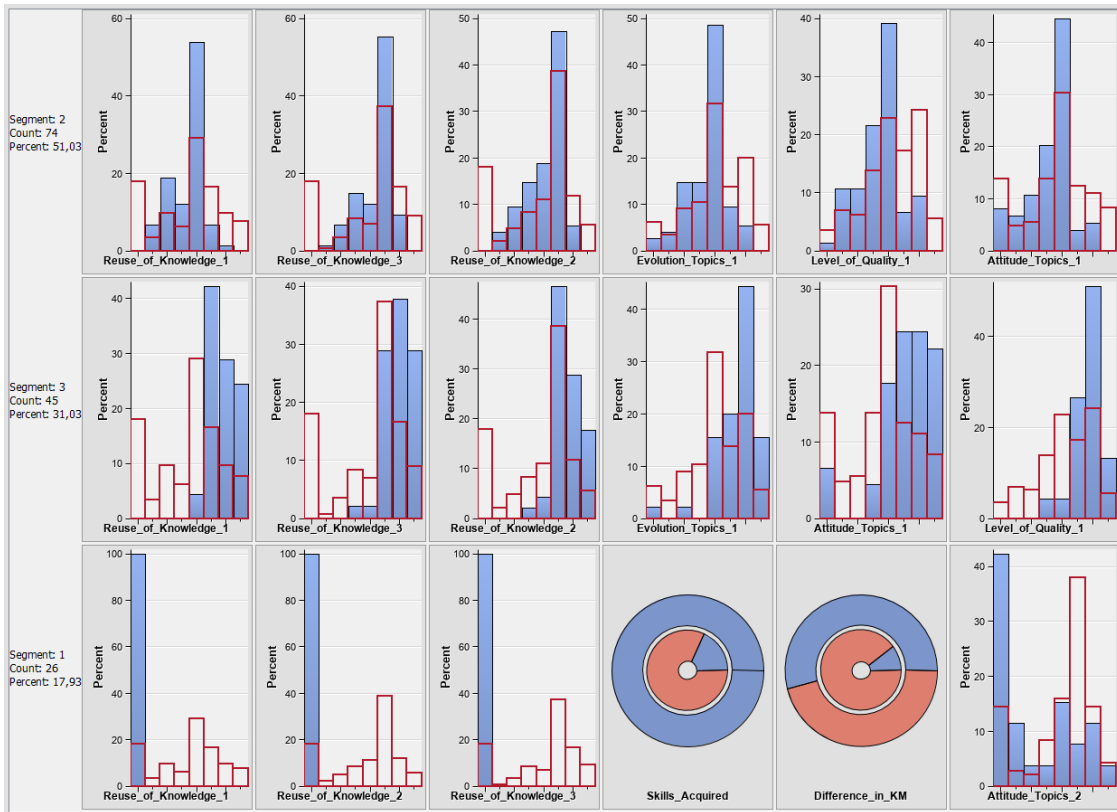 Segment: 2
Count: 74
Percent: 51,03
Percent
60
40
20
0
Reuse_of_Knowledge_1
Percent
60
40
20
0
Reuse_of_Knowledge_3
Percent
50
40
30
20
10
0
Reuse_of_Knowledge_2
Percent
50
40
30
20
10
0
Evolution_Topics_1
Percent
40
30
20
10
0
Level_of_Quality_1
Percent
40
30
20
10
0
Attitude_Topics_1
Segment: 3
Count: 45
Percent: 31,03
Percent
40
30
20
10
0
Reuse_of_Knowledge_1
Percent
40
30
20
10
0
Reuse_of_Knowledge_3
Percent
40
30
20
10
0
Reuse_of_Knowledge_2
Percent
40
30
20
10
0
Evolution_Topics_1
Percent
30
20
10
0
Attitude_Topics_1
Percent
40
20
0
Level_of_Quality_1
Segment: 1
Count: 26
Percent: 17,93
Percent
100
80
60
40
20
0
Reuse_of_Knowledge_1
Percent
100
80
60
40
20
0
Reuse_of_Knowledge_2
Percent
100
80
60
40
20
0
Reuse_of_Knowledge_3
Skills_Acquired
Difference_in_KM
Percent
40
30
20
10
0
Attitude_Topics_2